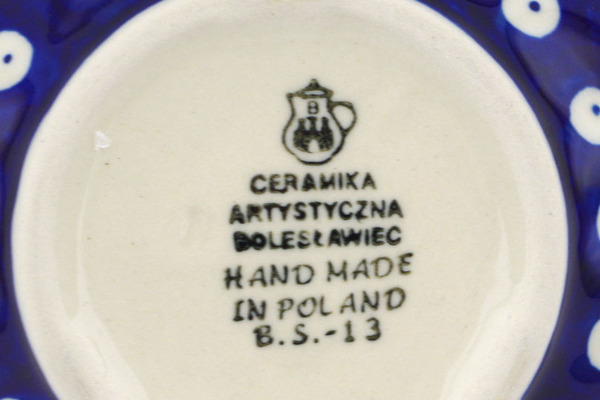 B
CERAMIKA
ARTYSTYCZNA
BOLESŁAWIEC
HAND MADE
IN POLAND
B.S.-13